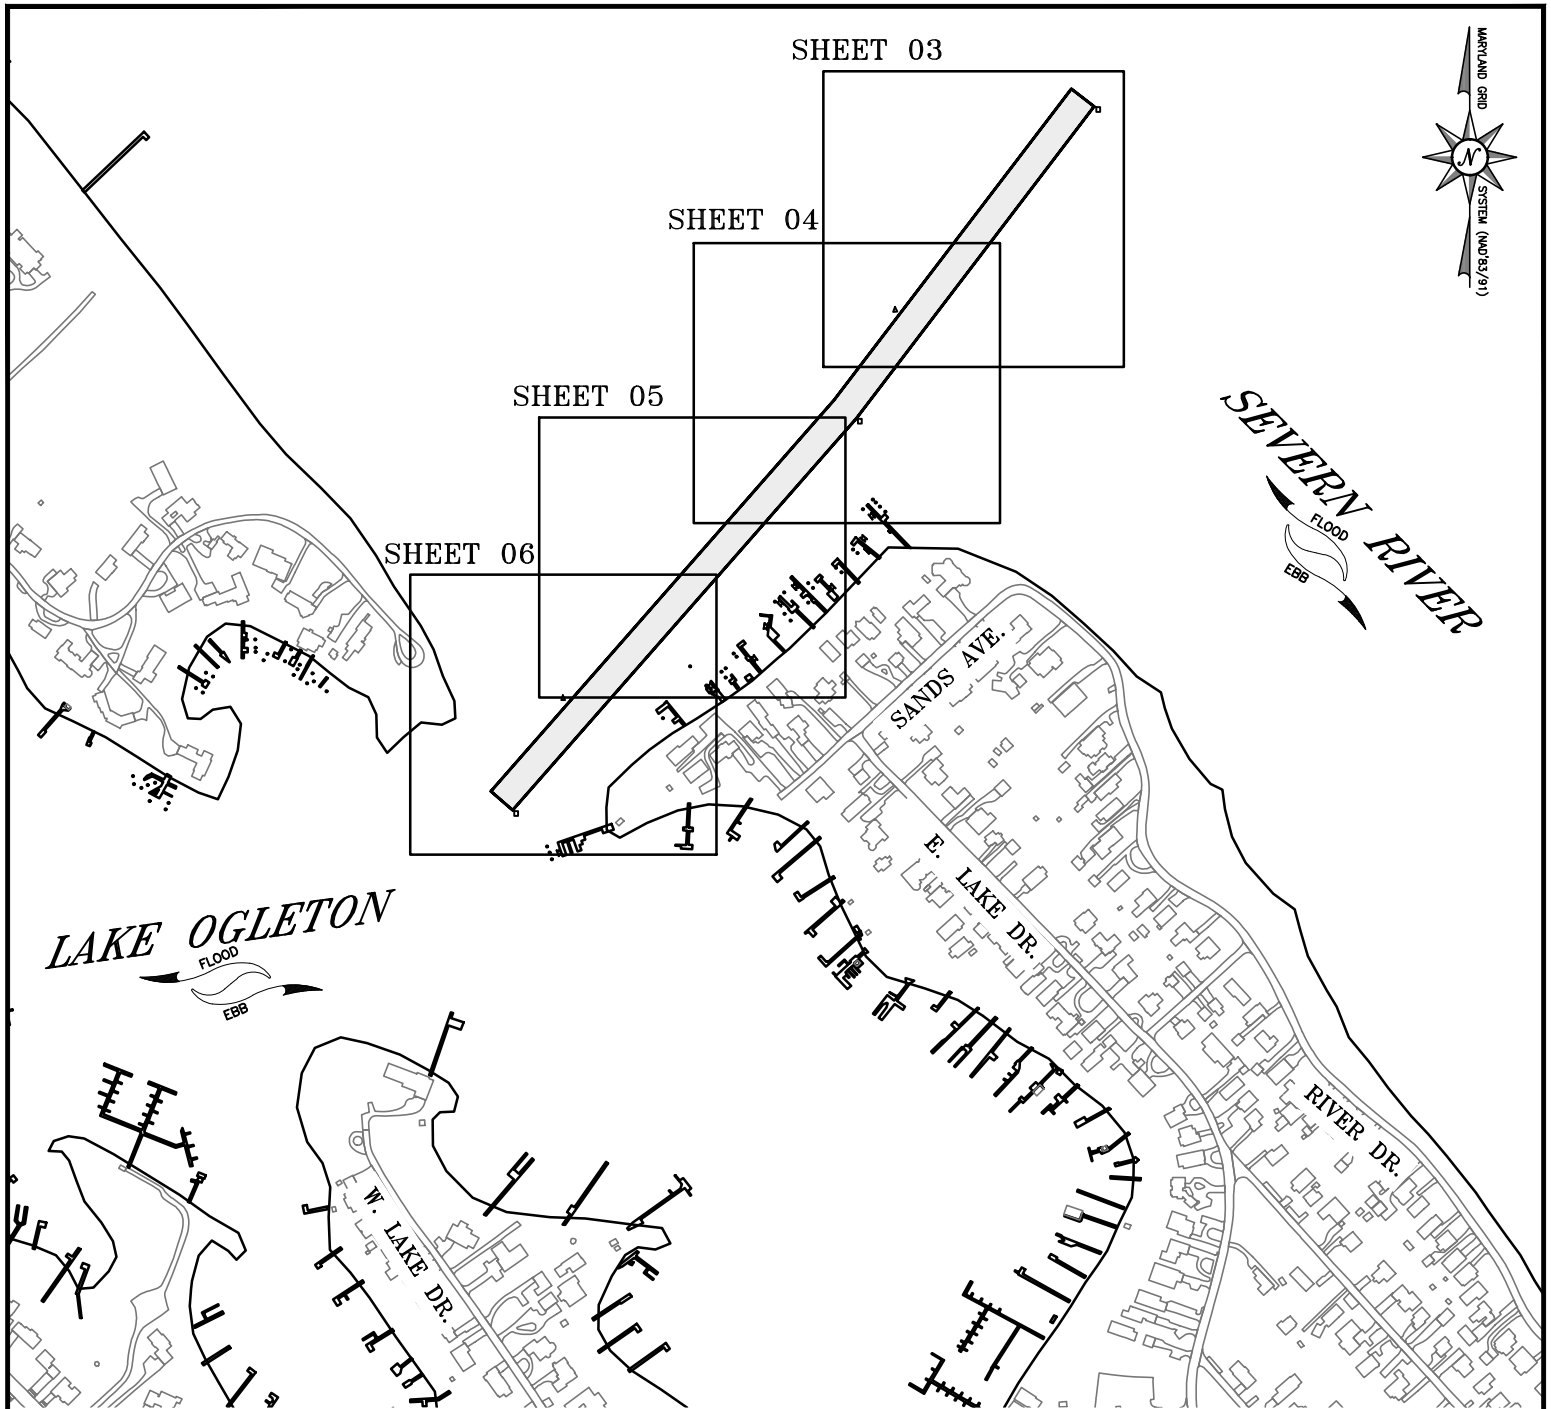 SHEET 03
MARYLAND GRID
N
SYSTEM (NAD'83/91)
SHEET 04
SHEET 05
SEVERN RIVER
FLOOD
EBB
SHEET 06
SANDS AVE.
E. LAKE DR.
LAKE OGLETON
FLOOD
EBB
RIVER DR.
W. LAKE DR.